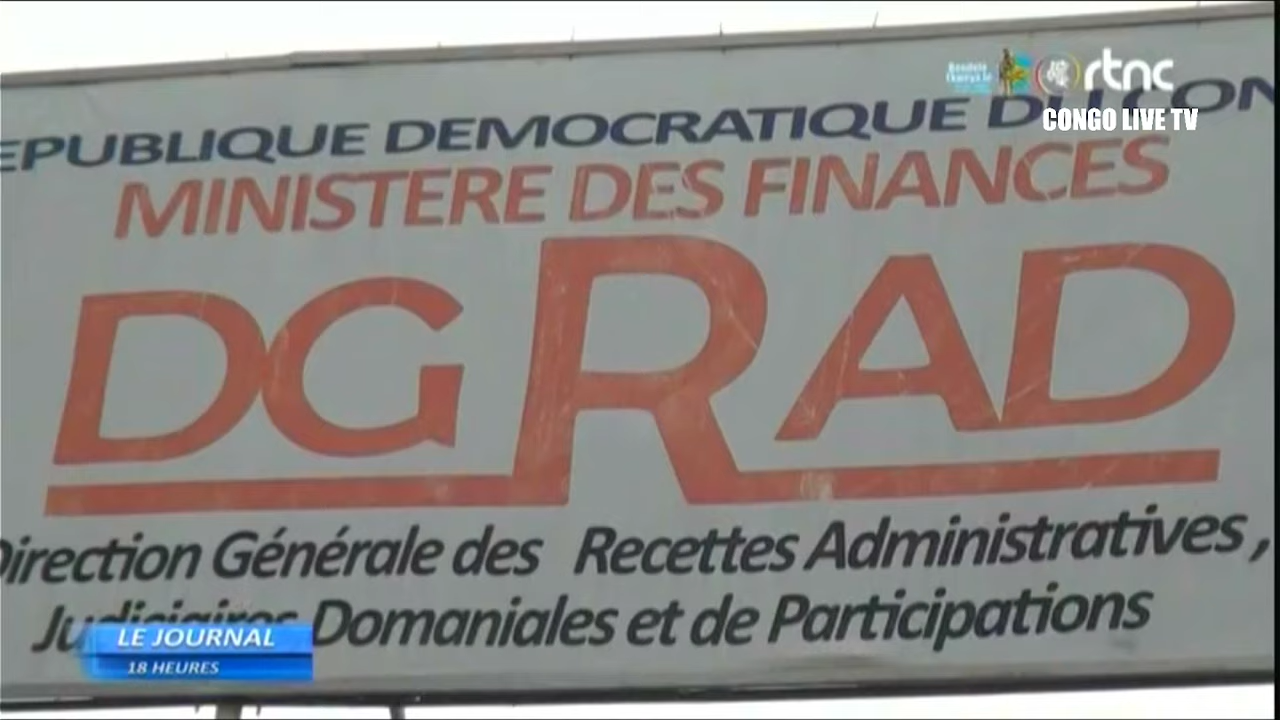 rtnc
CONGO LIVE TV
EPUBLIQUE DEMOCRATIQUE DU CON
MINISTERE DES FINANCES
DGRAD
Direction Générale des Recettes Administratives,
Judiciaires Domaniales et de Participations
LE JOURNAL
18 HEURES